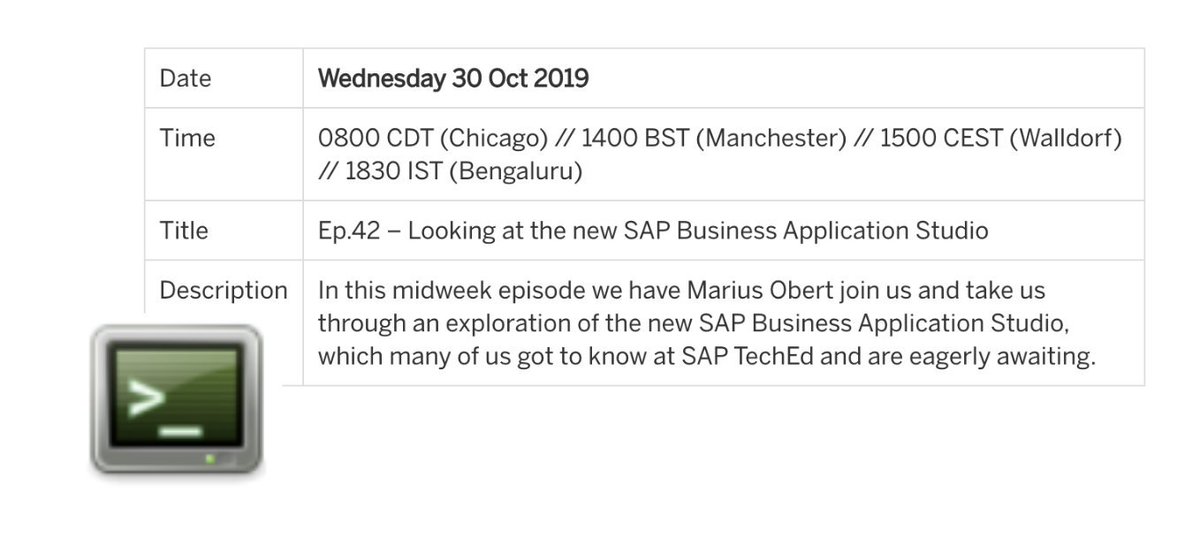 Date Wednesday 30 Oct 2019
Time 0800 CDT (Chicago) // 1400 BST (Manchester) // 1500 CEST (Walldorf)
// 1830 IST (Bengaluru)
Title Ep.42 – Looking at the new SAP Business Application Studio
Description In this midweek episode we have Marius Obert join us and take us
through an exploration of the new SAP Business Application Studio,
which many of us got to know at SAP TechEd and are eagerly awaiting.
>_